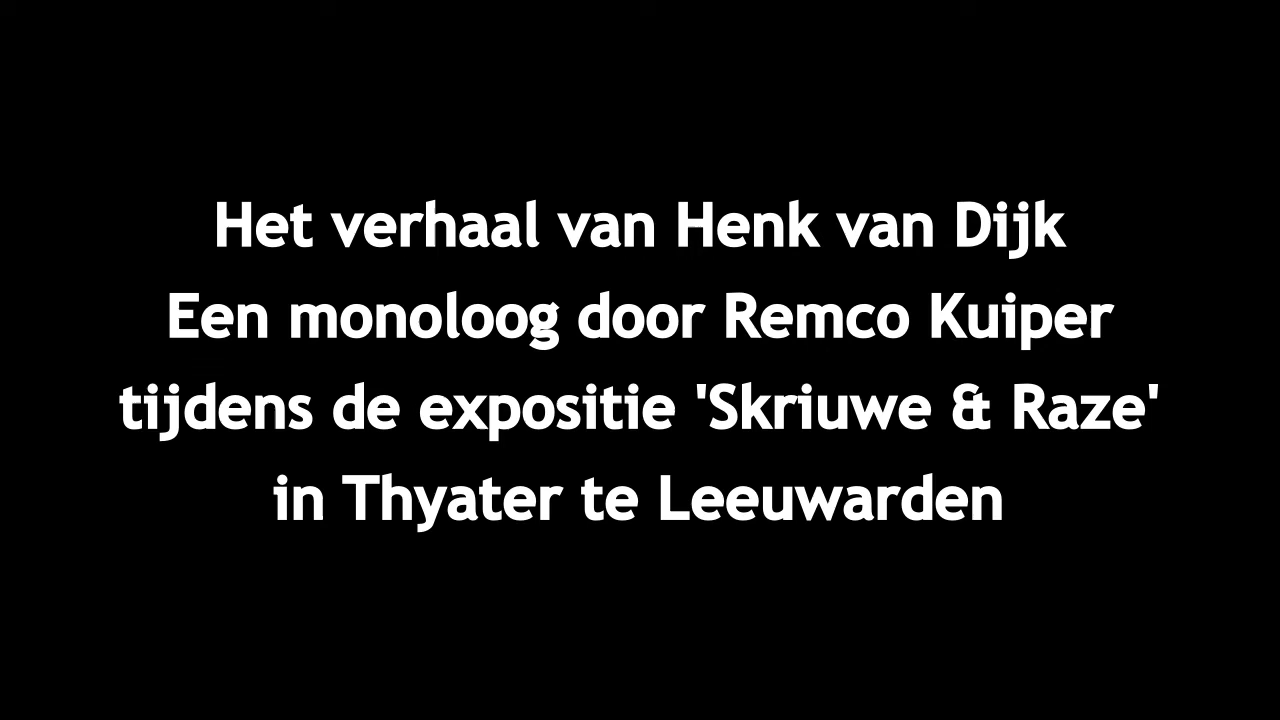 Het verhaal van Henk van Dijk
Een monoloog door Remco Kuiper
tijdens de expositie 'Skriuwe & Raze'
in Thyater te Leeuwarden